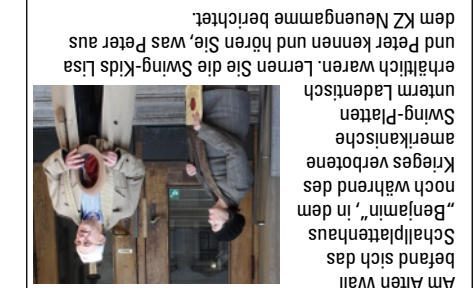 Am Alten Wall
befand sich das
Schallplattenhaus
„Benjamin“, in dem
noch während des
Krieges verbotene
amerikanische
Swing-Platten
unterm Ladentisch
erhältlich waren. Lernen Sie die Swing-Kids Lisa
und Peter kennen und hören Sie, was Peter aus
dem KZ Neuengamme berichtet.